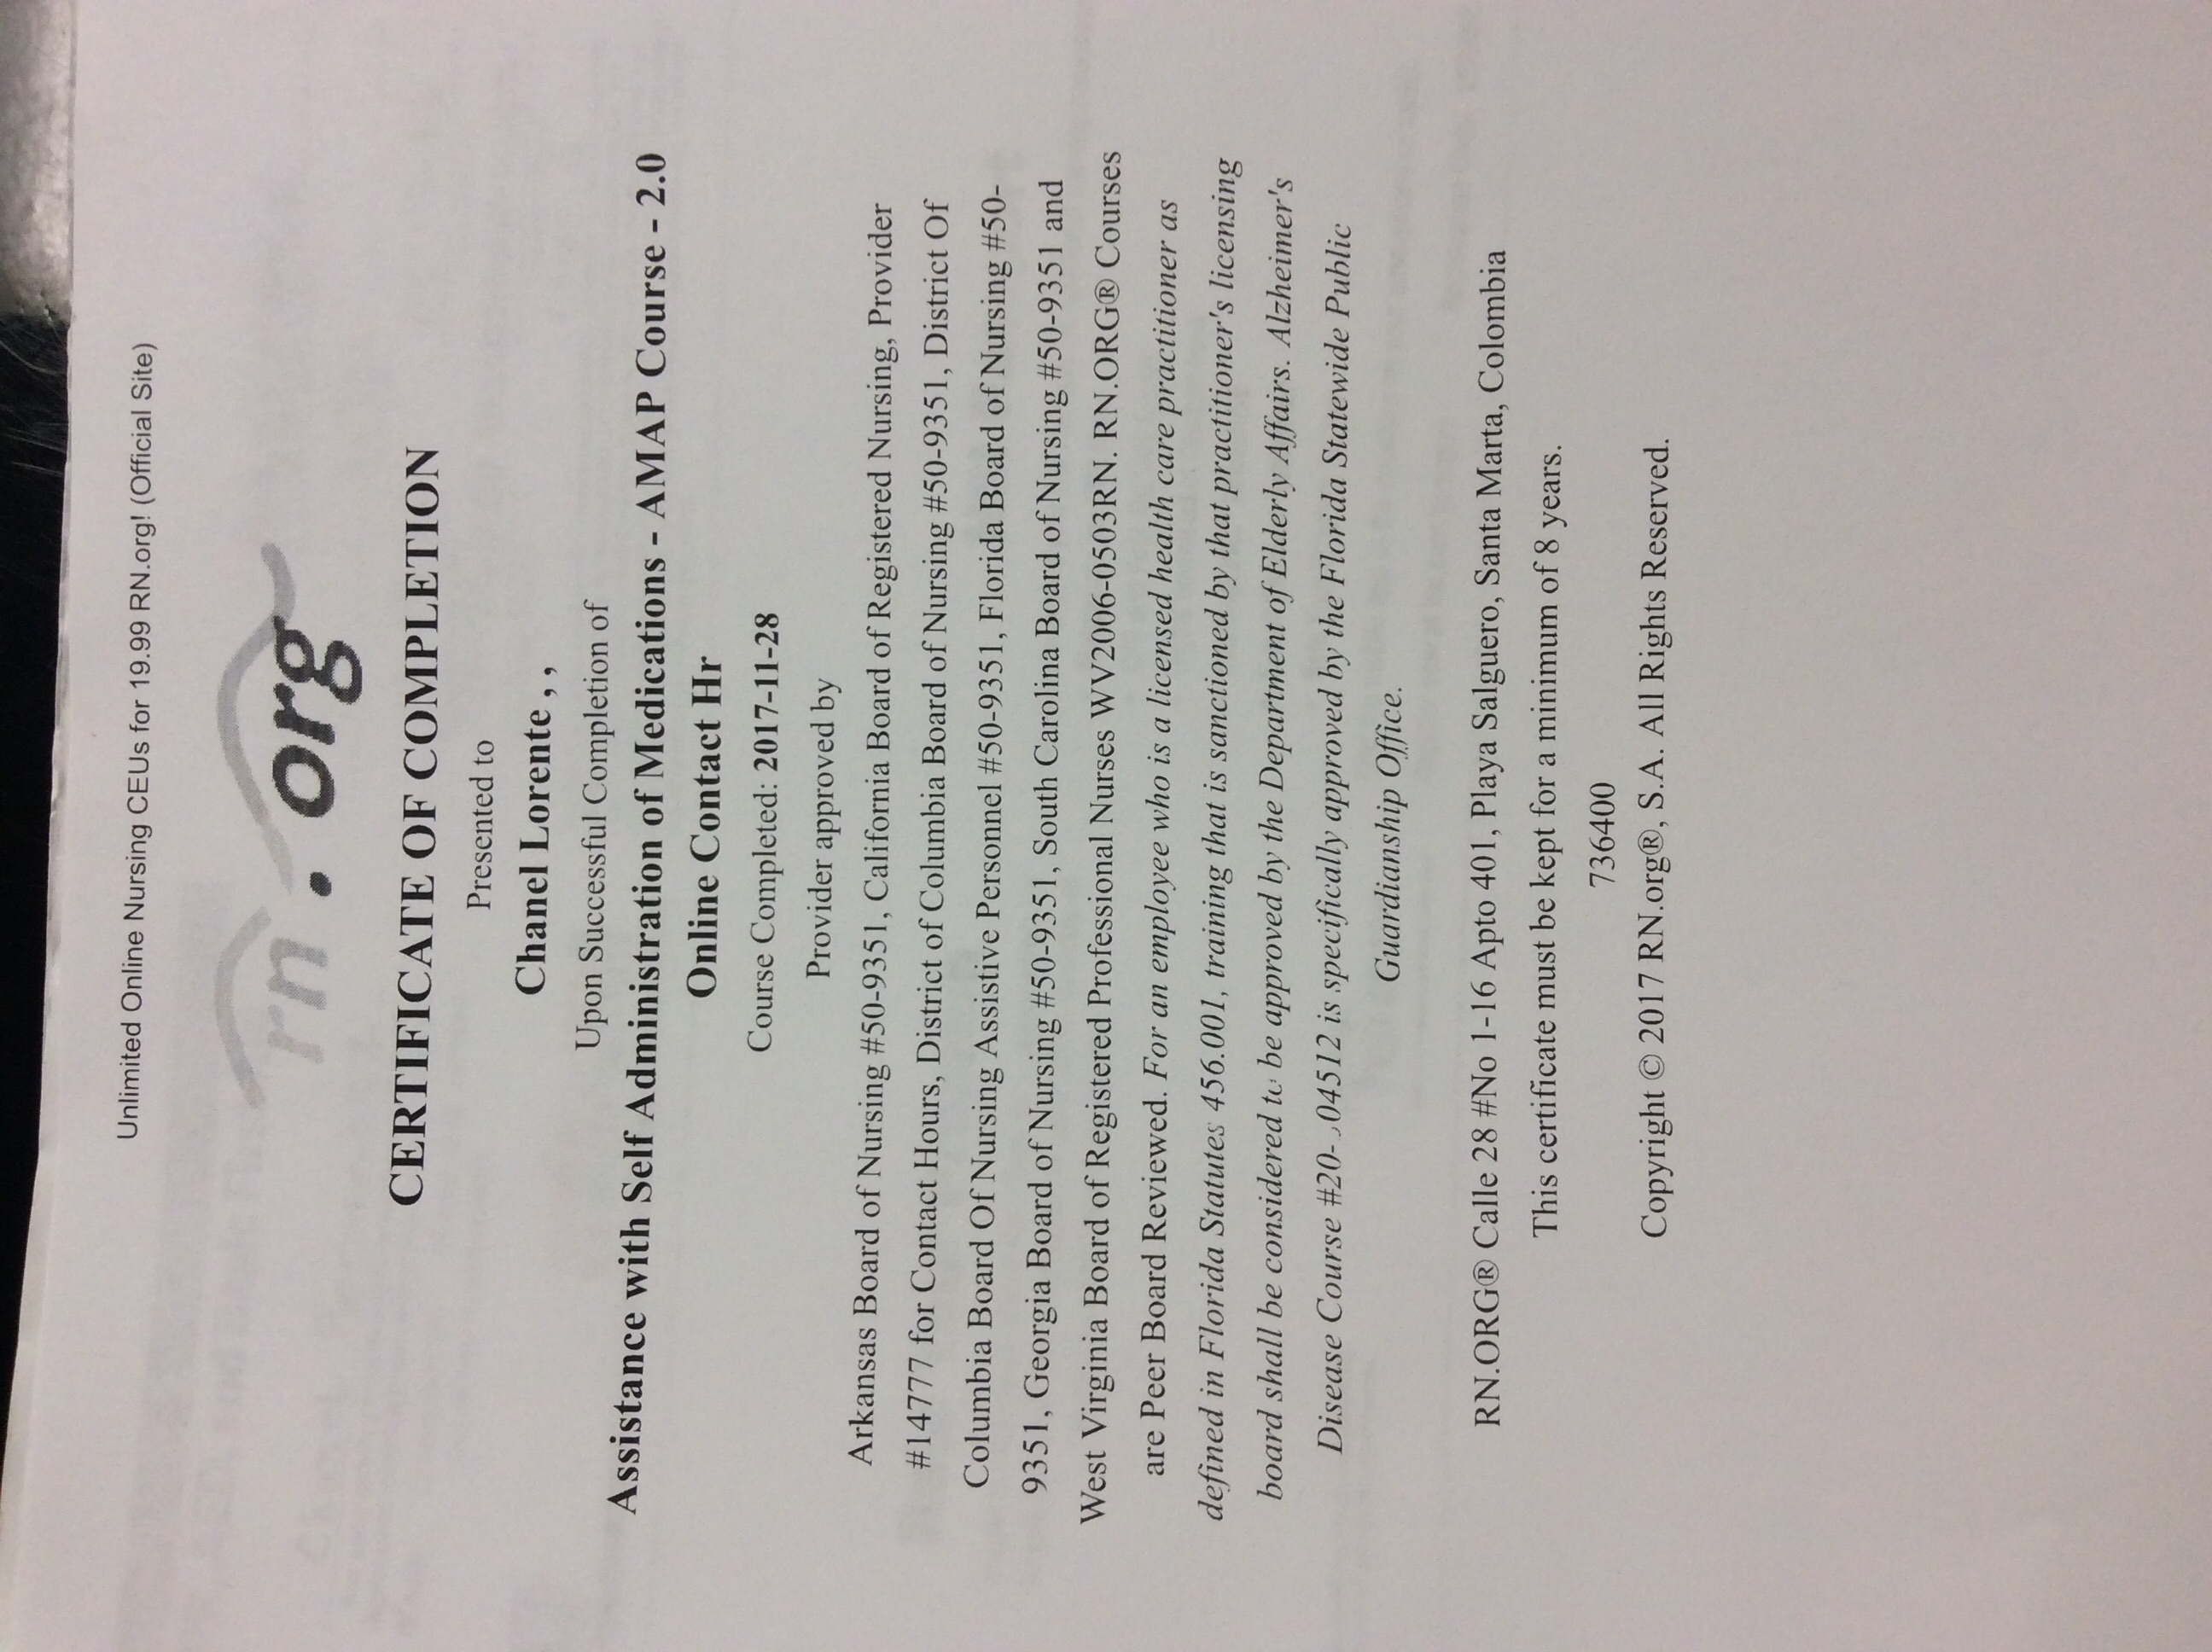 Unlimited Online Nursing CEUs for 19.99 RN.org! (Official Site)
rn.org
CERTIFICATE OF COMPLETION
Presented to
Chanel Lorente , ,
Upon Successful Completion of
Assistance with Self Administration of Medications - AMAP Course - 2.0
Online Contact Hr
Course Completed: 2017-11-28
Provider approved by
Arkansas Board of Nursing #50-9351, California Board of Registered Nursing, Provider
#14777 for Contact Hours, District of Columbia Board of Nursing #50-9351, District Of
Columbia Board Of Nursing Assistive Personnel #50-9351, Florida Board of Nursing #50-
9351, Georgia Board of Nursing #50-9351, South Carolina Board of Nursing #50-9351 and
West Virginia Board of Registered Professional Nurses WV2006-0503RN. RN.ORG® Courses
are Peer Board Reviewed. For an employee who is a licensed health care practitioner as
defined in Florida Statutes 456.001, training that is sanctioned by that practitioner's licensing
board shall be considered to be approved by the Department of Elderly Affairs. Alzheimer's
Disease Course is specifically approved by the Florida Statewide Public
Guardianship Office.
RN.ORG® Calle 28 #No 1-16 Apto 401, Playa Salguero, Santa Marta, Colombia
This certificate must be kept for a minimum of 8 years.
736400
Copyright © 2017 RN.org®, S.A. All Rights Reserved.